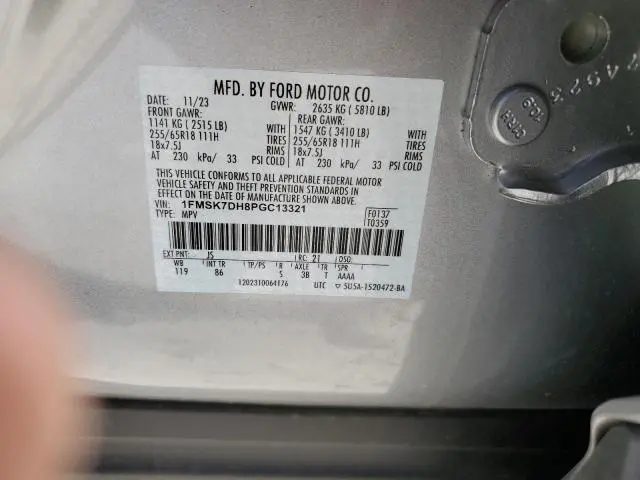 MFD. BY FORD MOTOR CO.
DATE: 11/23 GVWR: 2635 KG ( 5810 LB)
FRONT GAWR: REAR GAWR:
1141 KG ( 2515 LB) WITH 1547 KG ( 3410 LB) WITH
255/65R18 111H TIRES 255/65R18 111H TIRES
18x7.5J RIMS 18x7.5J RIMS
AT 230 kPa/ 33 PSI COLD AT 230 kPa/ 33 PSI COLD
THIS VEHICLE CONFORMS TO ALL APPLICABLE FEDERAL MOTOR
VEHICLE SAFETY AND THEFT PREVENTION STANDARDS IN
EFFECT ON THE DATE OF MANUFACTURE SHOWN ABOVE.
VIN: 1FMSK7DH8PGC13321 F0137
TYPE: MPV T0359
EXT PNT: JS RC: 21 DSO:
WB INT TR TP/PS R AXLE TR SPR
119 86 S 3B T AAAA
UTC ▽ 5U5A-1520472-BA